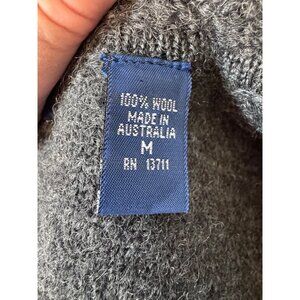 100% WOOL
MADE IN
AUSTRALIA
M
RN 13711